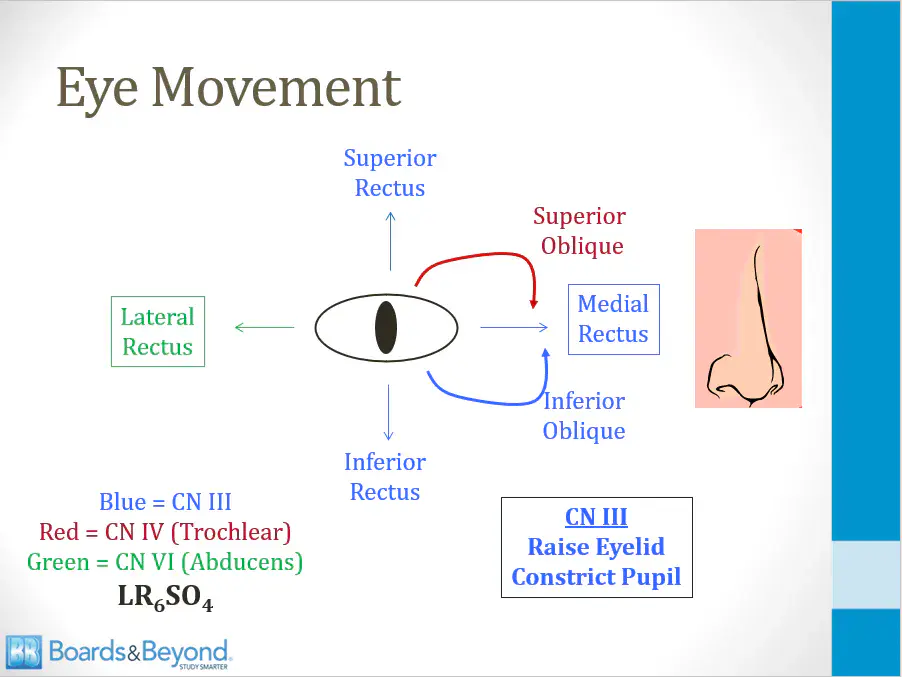 Eye Movement
Superior
Rectus
Superior
Oblique
Lateral
Rectus
Medial
Rectus
Inferior
Oblique
Inferior
Rectus
Blue = CN III
Red = CN IV (Trochlear)
Green = CN VI (Abducens)
LR₆SO₄
CN III
Raise Eyelid
Constrict Pupil
BB Boards&Beyond.
STUDY SMARTER